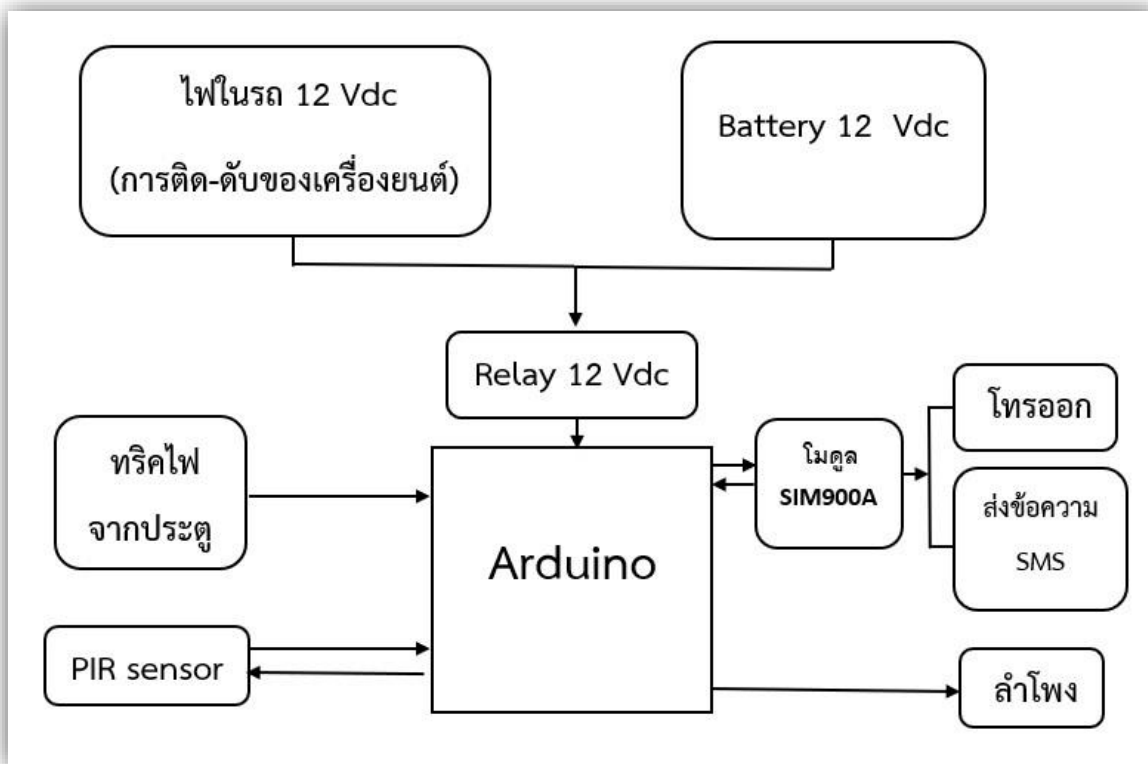 ไฟในรถ 12 Vdc
(การติด-ดับของเครื่องยนต์)
Battery 12 Vdc
Relay 12 Vdc
ทริคไฟ
จากประตู
PIR sensor
Arduino
โมดูล
SIM900A
โทรออก
ส่งข้อความ
SMS
ลำโพง